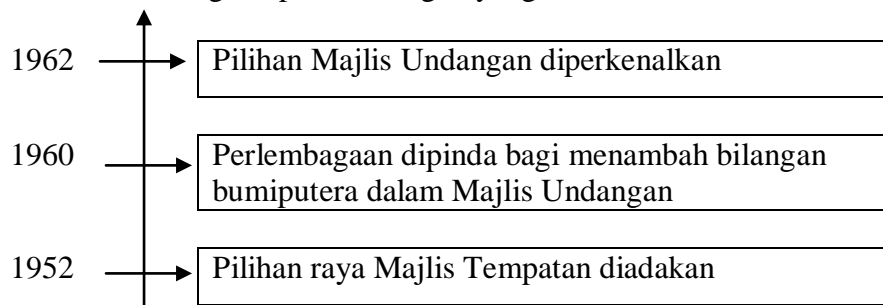 1962
Pilihan Majlis Undangan diperkenalkan
1960
Perlembagaan dipinda bagi menambah bilangan
bumiputera dalam Majlis Undangan
1952
Pilihan raya Majlis Tempatan diadakan